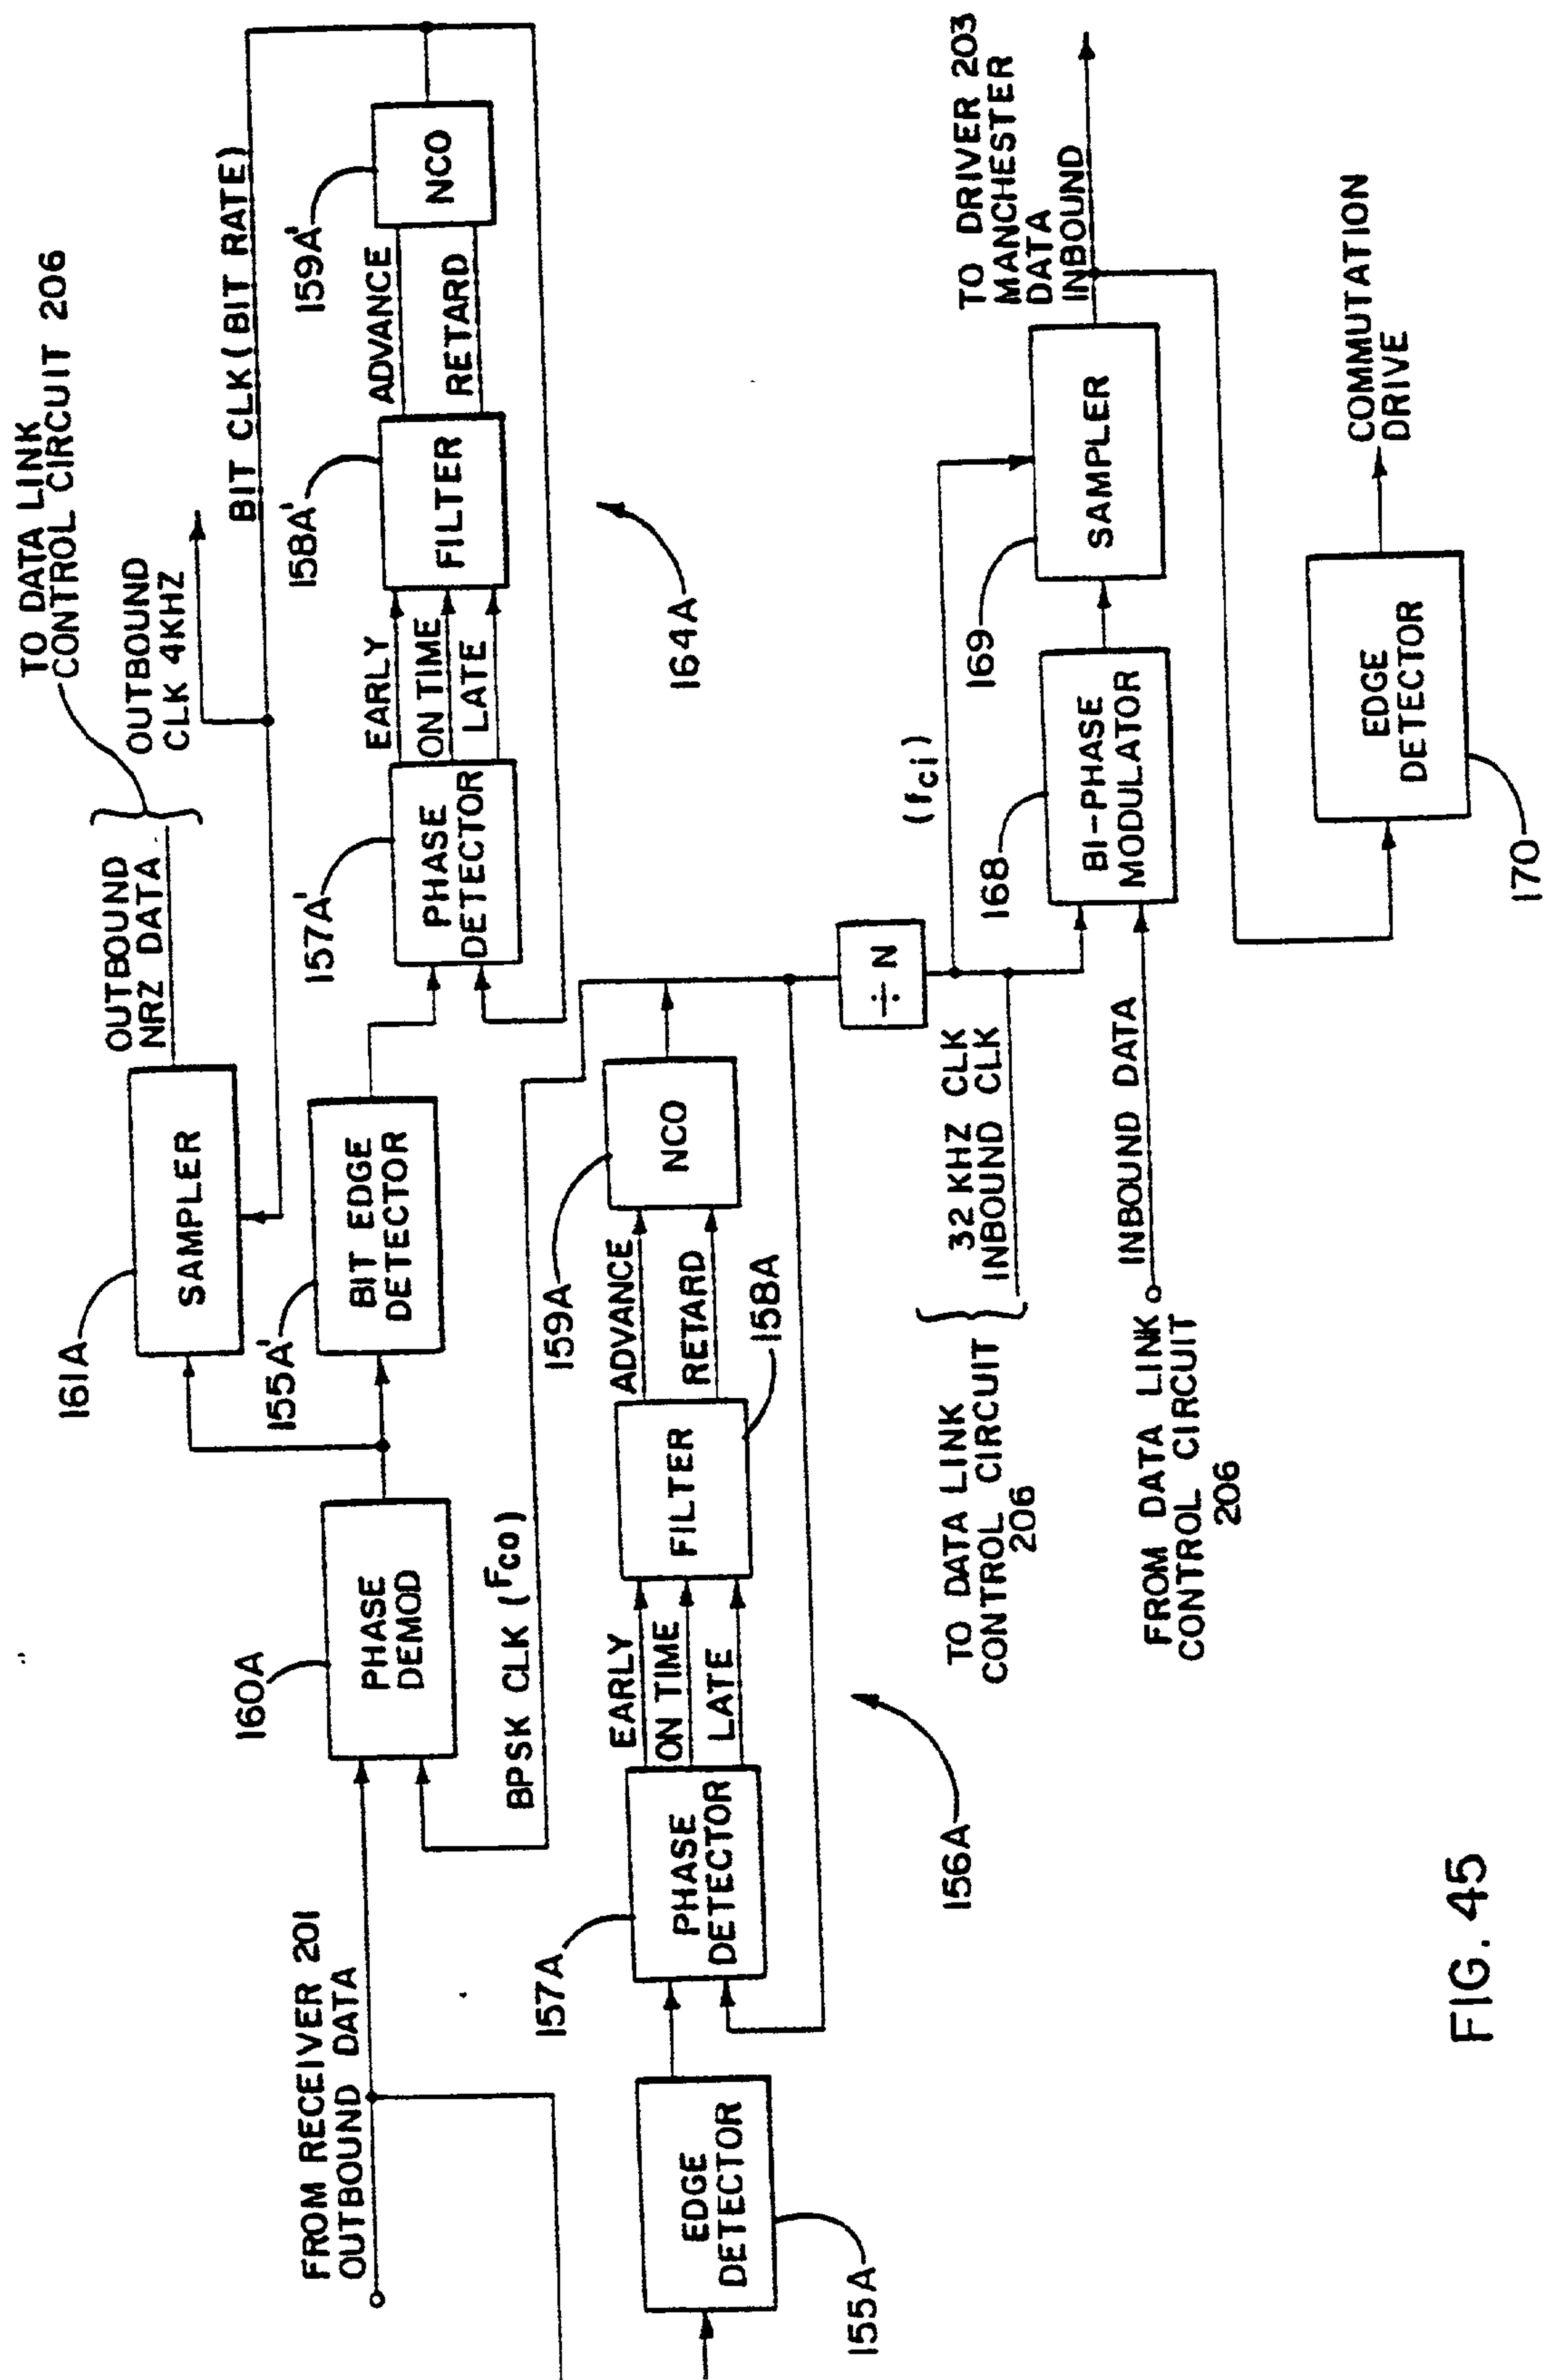 TO DATA LINK
CONTROL CIRCUIT 206
OUTBOUND
NRZ DATA
OUTBOUND
CLK 4KHZ
BIT CLK (BIT RATE)
161A
SAMPLER
FROM RECEIVER 201
OUTBOUND DATA
160A
PHASE
DEMOD
155A'
BIT EDGE
DETECTOR
157A'
PHASE
DETECTOR
EARLY
ON TIME
LATE
158A'
FILTER
ADVANCE
RETARD
159A'
NCO
164A
BPSK CLK (Fco)
155A
EDGE
DETECTOR
157A
PHASE
DETECTOR
EARLY
ON TIME
LATE
FILTER
158A
ADVANCE
RETARD
159A
NCO
156A
÷ N
(fci)
TO DATA LINK
CONTROL CIRCUIT
206
32 KHZ CLK
INBOUND CLK
FROM DATA LINK
CONTROL CIRCUIT
206
INBOUND DATA
168
BI-PHASE
MODULATOR
169
SAMPLER
TO DRIVER 203
MANCHESTER
DATA
INBOUND
EDGE
DETECTOR
170
COMMUTATION
DRIVE
FIG. 45